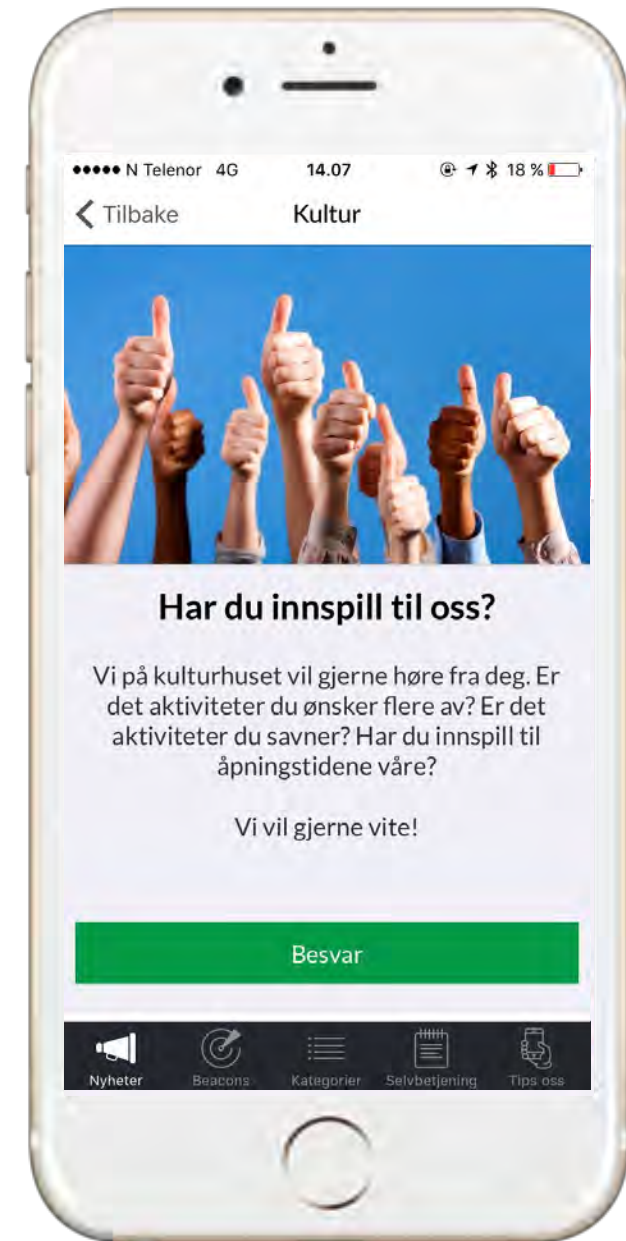 N Telenor 4G 14.07 18 %
Tilbake Kultur
Har du innspill til oss?
Vi på kulturhuset vil gjerne høre fra deg. Er
det aktiviteter du ønsker flere av? Er det
aktiviteter du savner? Har du innspill til
åpningstidene våre?
Vi vil gjerne vite!
Besvar
Nyheter Beacons Kategorier Selvbetjening Tips oss